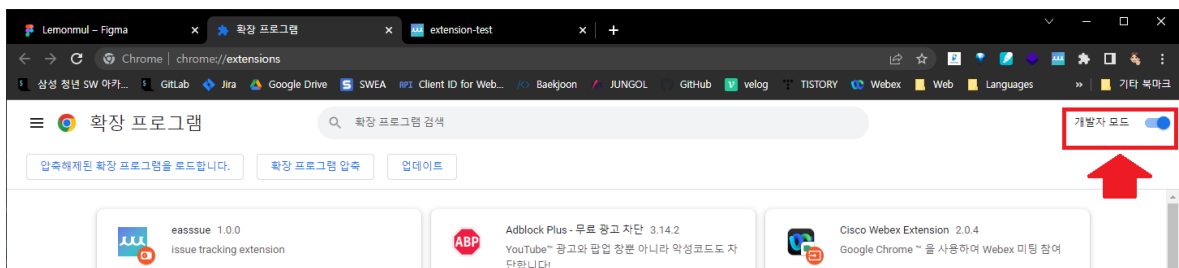 Lemonmul – Figma
확장 프로그램
extension-test
Chrome | chrome://extensions
삼성 청년 SW 아카... GitLab Jira Google Drive SWEA API Client ID for Web... Baekjoon JUNGOL GitHub velog TISTORY Webex Web Languages » 기타 북마크
확장 프로그램
확장 프로그램 검색
개발자 모드
압축해제된 확장 프로그램을 로드합니다. 확장 프로그램 압축 업데이트
easssue 1.0.0
issue tracking extension
ABP
Adblock Plus - 무료 광고 차단 3.14.2
YouTube™ 광고와 팝업 창뿐 아니라 악성코드도 차
단합니다!
Cisco Webex Extension 2.0.4
Google Chrome ™ 을 사용하여 Webex 미팅 참여